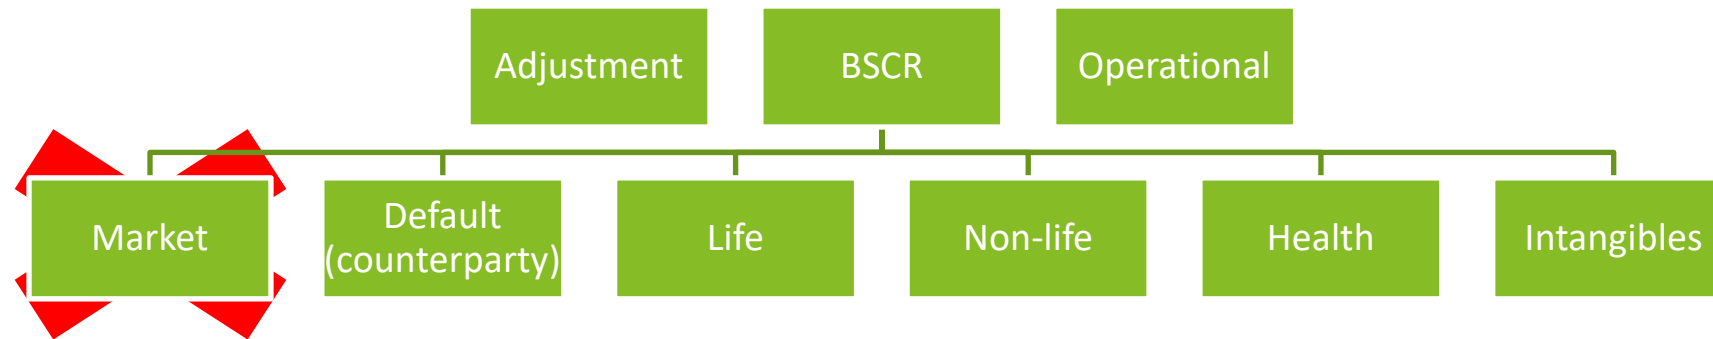 Adjustment
BSCR
Operational
Market
Default
(counterparty)
Life
Non-life
Health
Intangibles